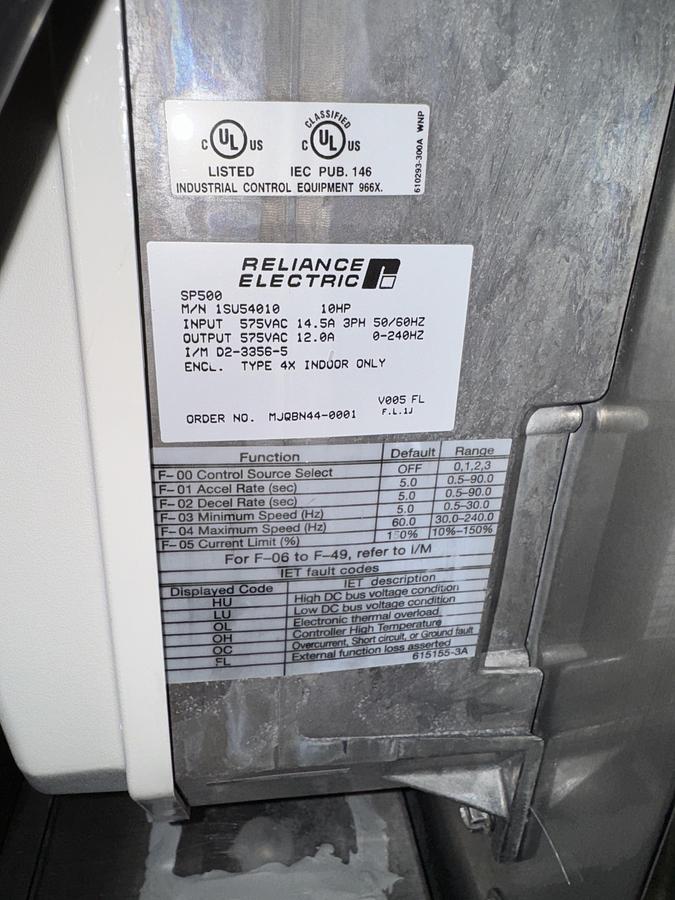 C UL US
LISTED
CLASSIFIED
C UL US
IEC PUB. 146
INDUSTRIAL CONTROL EQUIPMENT 966X.
610293-300A WNP
RELIANCE
ELECTRIC
SP500
M/N 1SU54010 10HP
INPUT 575VAC 14.5A 3PH 50/60HZ
OUTPUT 575VAC 12.0A 0-240HZ
I/M D2-3356-5
ENCL. TYPE 4X INDOOR ONLY
V005 FL
ORDER NO. MJQBN44-0001 F.L.1J
Function Default Range
F-00 Control Source Select OFF 0,1,2,3
F-01 Accel Rate (sec) 5.0 0.5-90.0
F-02 Decel Rate (sec) 5.0 0.5-90.0
F-03 Minimum Speed (Hz) 5.0 0.5-30.0
F-04 Maximum Speed (Hz) 60.0 30.0-240.0
F-05 Current Limit (%) 150% 10%-150%
For F-06 to F-49, refer to I/M
IET fault codes
Displayed Code IET description
HU High DC bus voltage condition
LU Low DC bus voltage condition
OL Electronic thermal overload
OH Controller High Temperature
OC Overcurrent, Short circuit, or Ground fault
FL External function loss asserted
615155-3A